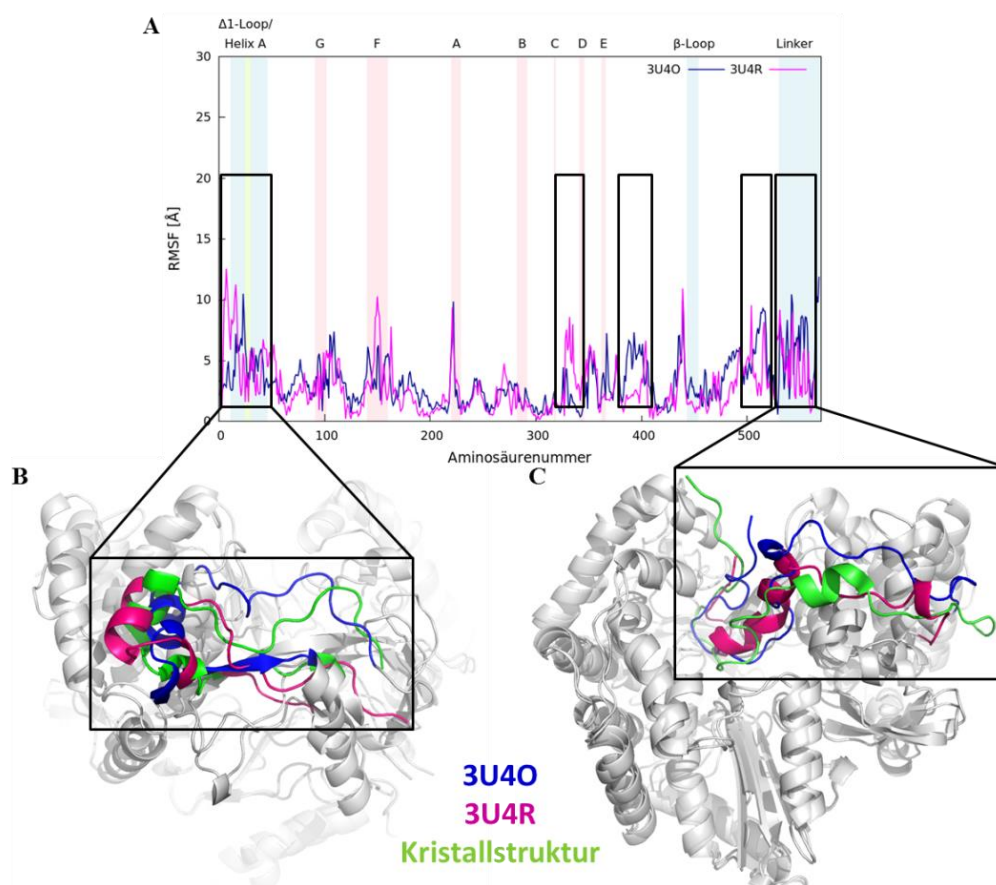 Δ1-Loop/
A Helix A G F A B C D E β-Loop Linker
30
3U4O 3U4R
25
20
15
10
5
0
RMSF [Å]
0 100 200 300 400 500
Aminosäurenummer
B C
3U4O
3U4R
Kristallstruktur